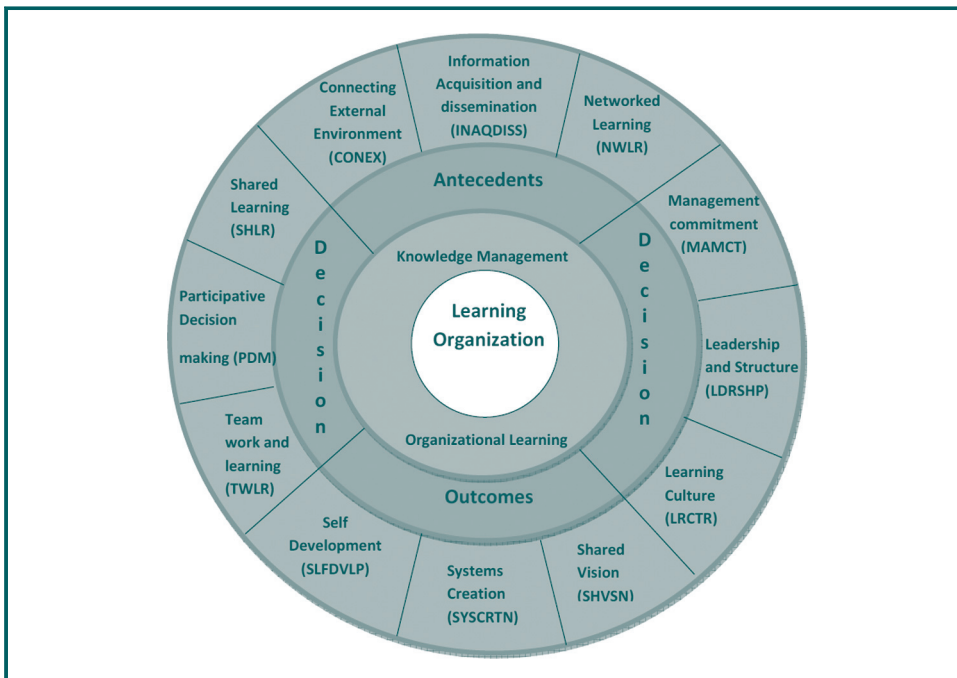 Information
Acquisition and
dissemination
(INAQDISS)
Connecting
External
Environment
(CONEX)
Networked
Learning
(NWLR)
Shared
Learning
(SHLR)
Management
commitment
(MAMCT)
Antecedents
Decision
Decision
Knowledge Management
Learning
Organization
Participative
Decision
making (PDM)
Leadership
and Structure
(LDRSHP)
Organizational Learning
Team
work and
learning
(TWLR)
Learning
Culture
(LRCTR)
Outcomes
Self
Development
(SLFDVLP)
Systems
Creation
(SYSCRTN)
Shared
Vision
(SHVSN)